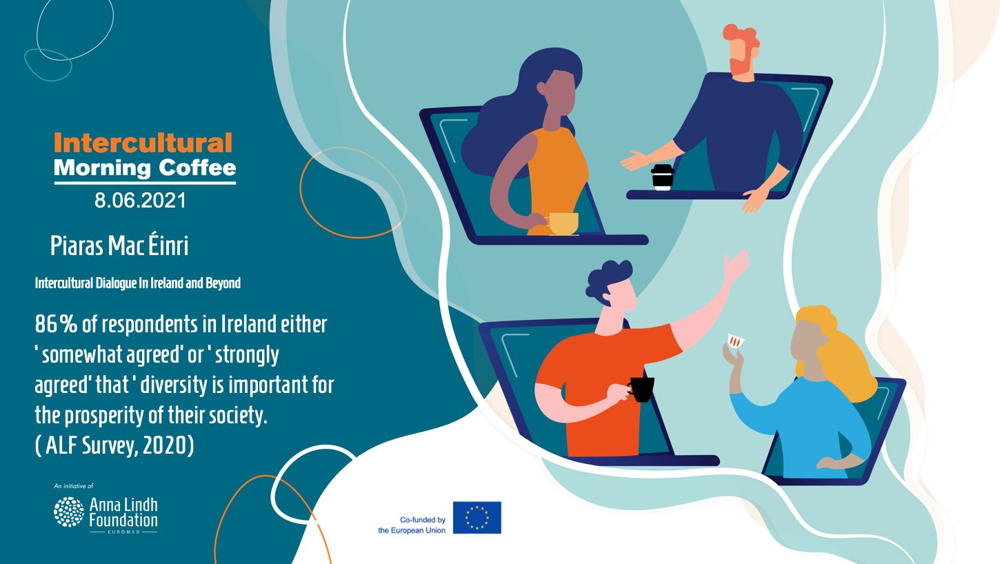 Intercultural
Morning Coffee
8.06.2021
Piaras Mac Éinri
Intercultural Dialogue In Ireland and Beyond
86% of respondents in Ireland either
' somewhat agreed' or ' strongly
agreed' that ' diversity is important for
the prosperity of their society.
( ALF Survey, 2020)
An initiative of
Anna Lindh
Foundation
EUROMED
Co-funded by
the European Union